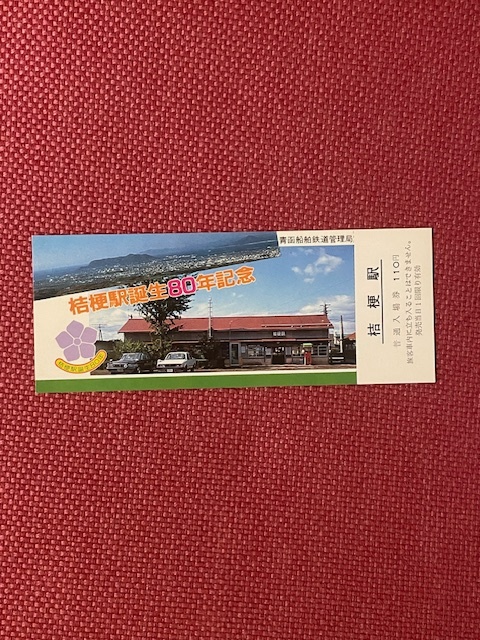 青函船舶鉄道管理局
桔梗駅誕生80年記念
桔梗駅
普通入場券 110円
旅客車内に立ち入ることはできません。
発売当日1回限り有効